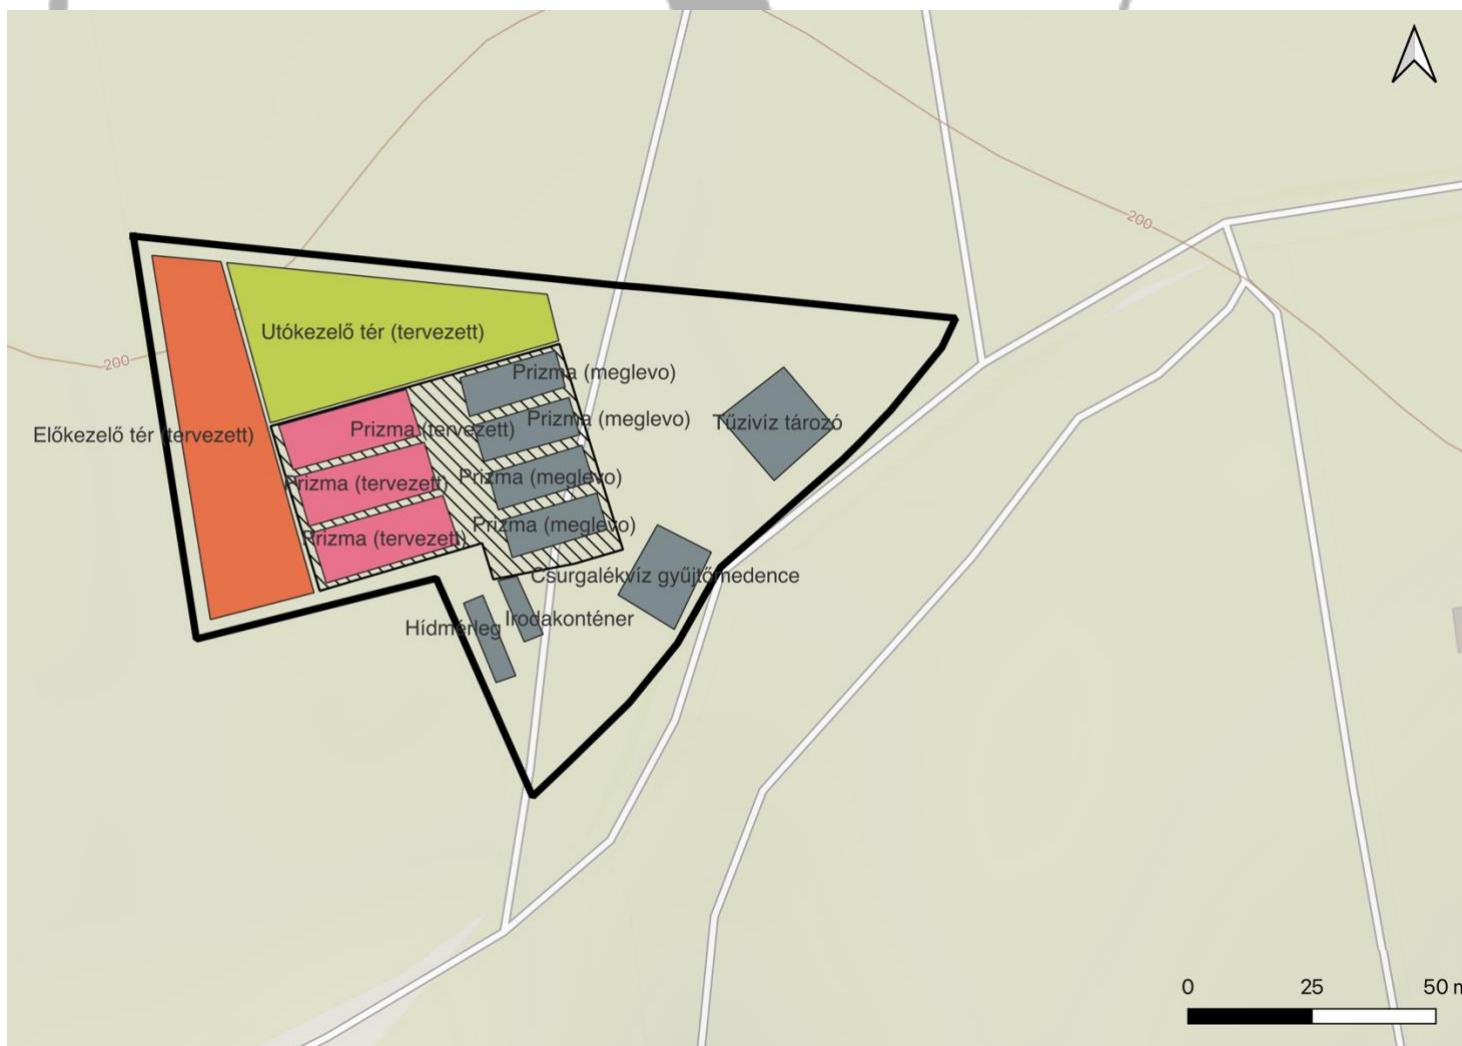 200
Utókezelő tér (tervezett)
200
Prizma (meglevo)
Prizma (meglevo)
Tűzivíz tározó
Prizma (tervezett)
Előkezelő tér (tervezett)
Prizma (meglevo)
Prizma (tervezett)
Prizma (meglevo)
Prizma (tervezett)
Csurgalékvíz gyűjtőmedence
Irodakonténer
Hídmérleg
0 25 50 m